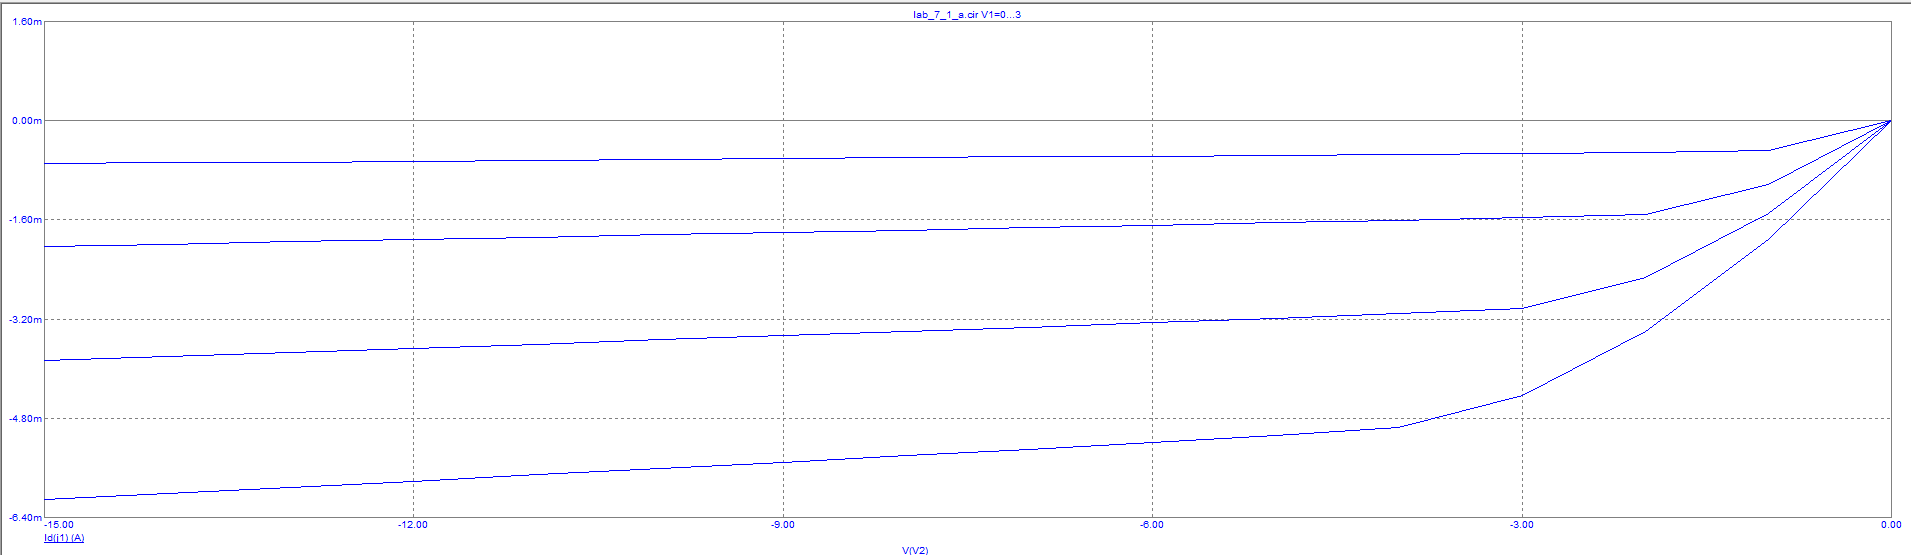 lab_7_1_a.cir V1=0...3
1.60m
0.00m
-1.60m
-3.20m
-4.80m
-6.40m
-15.00 -12.00 -9.00 -6.00 -3.00 0.00
Id(j1) (A)
V(V2)